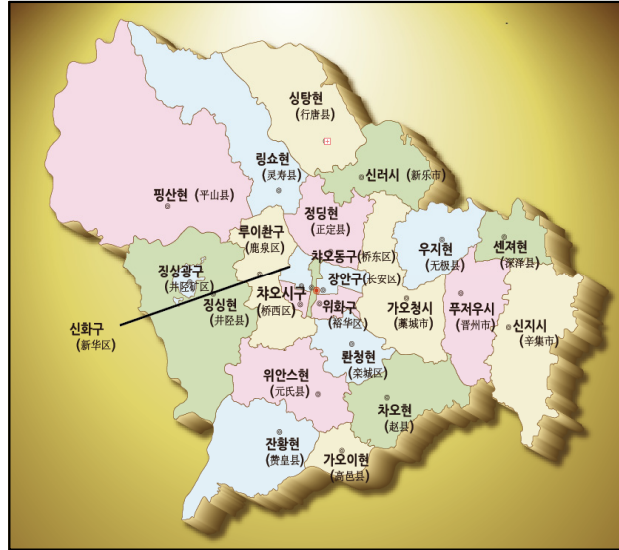 싱탕현
(行唐县)
링쇼현
(灵寿县)
신러시 (新乐市)
핑산현 (平山县)
정딩현
(正定县)
루이촨구
(鹿泉区)
챠오동구 (桥东区)
우지현
(无极县)
센져현
(深泽县)
징상광구
(井陉矿区)
장안구 (长安区)
징싱현
(井陉县)
챠오시구
(桥西区)
위화구
(裕华区)
가오청시
(藁城市)
푸저우시
(晋州市)
신지시
(辛集市)
신화구
(新华区)
롼청현
(栾城区)
위안스현
(元氏县)
차오현
(赵县)
잔황현
(赞皇县)
가오이현
(高邑县)